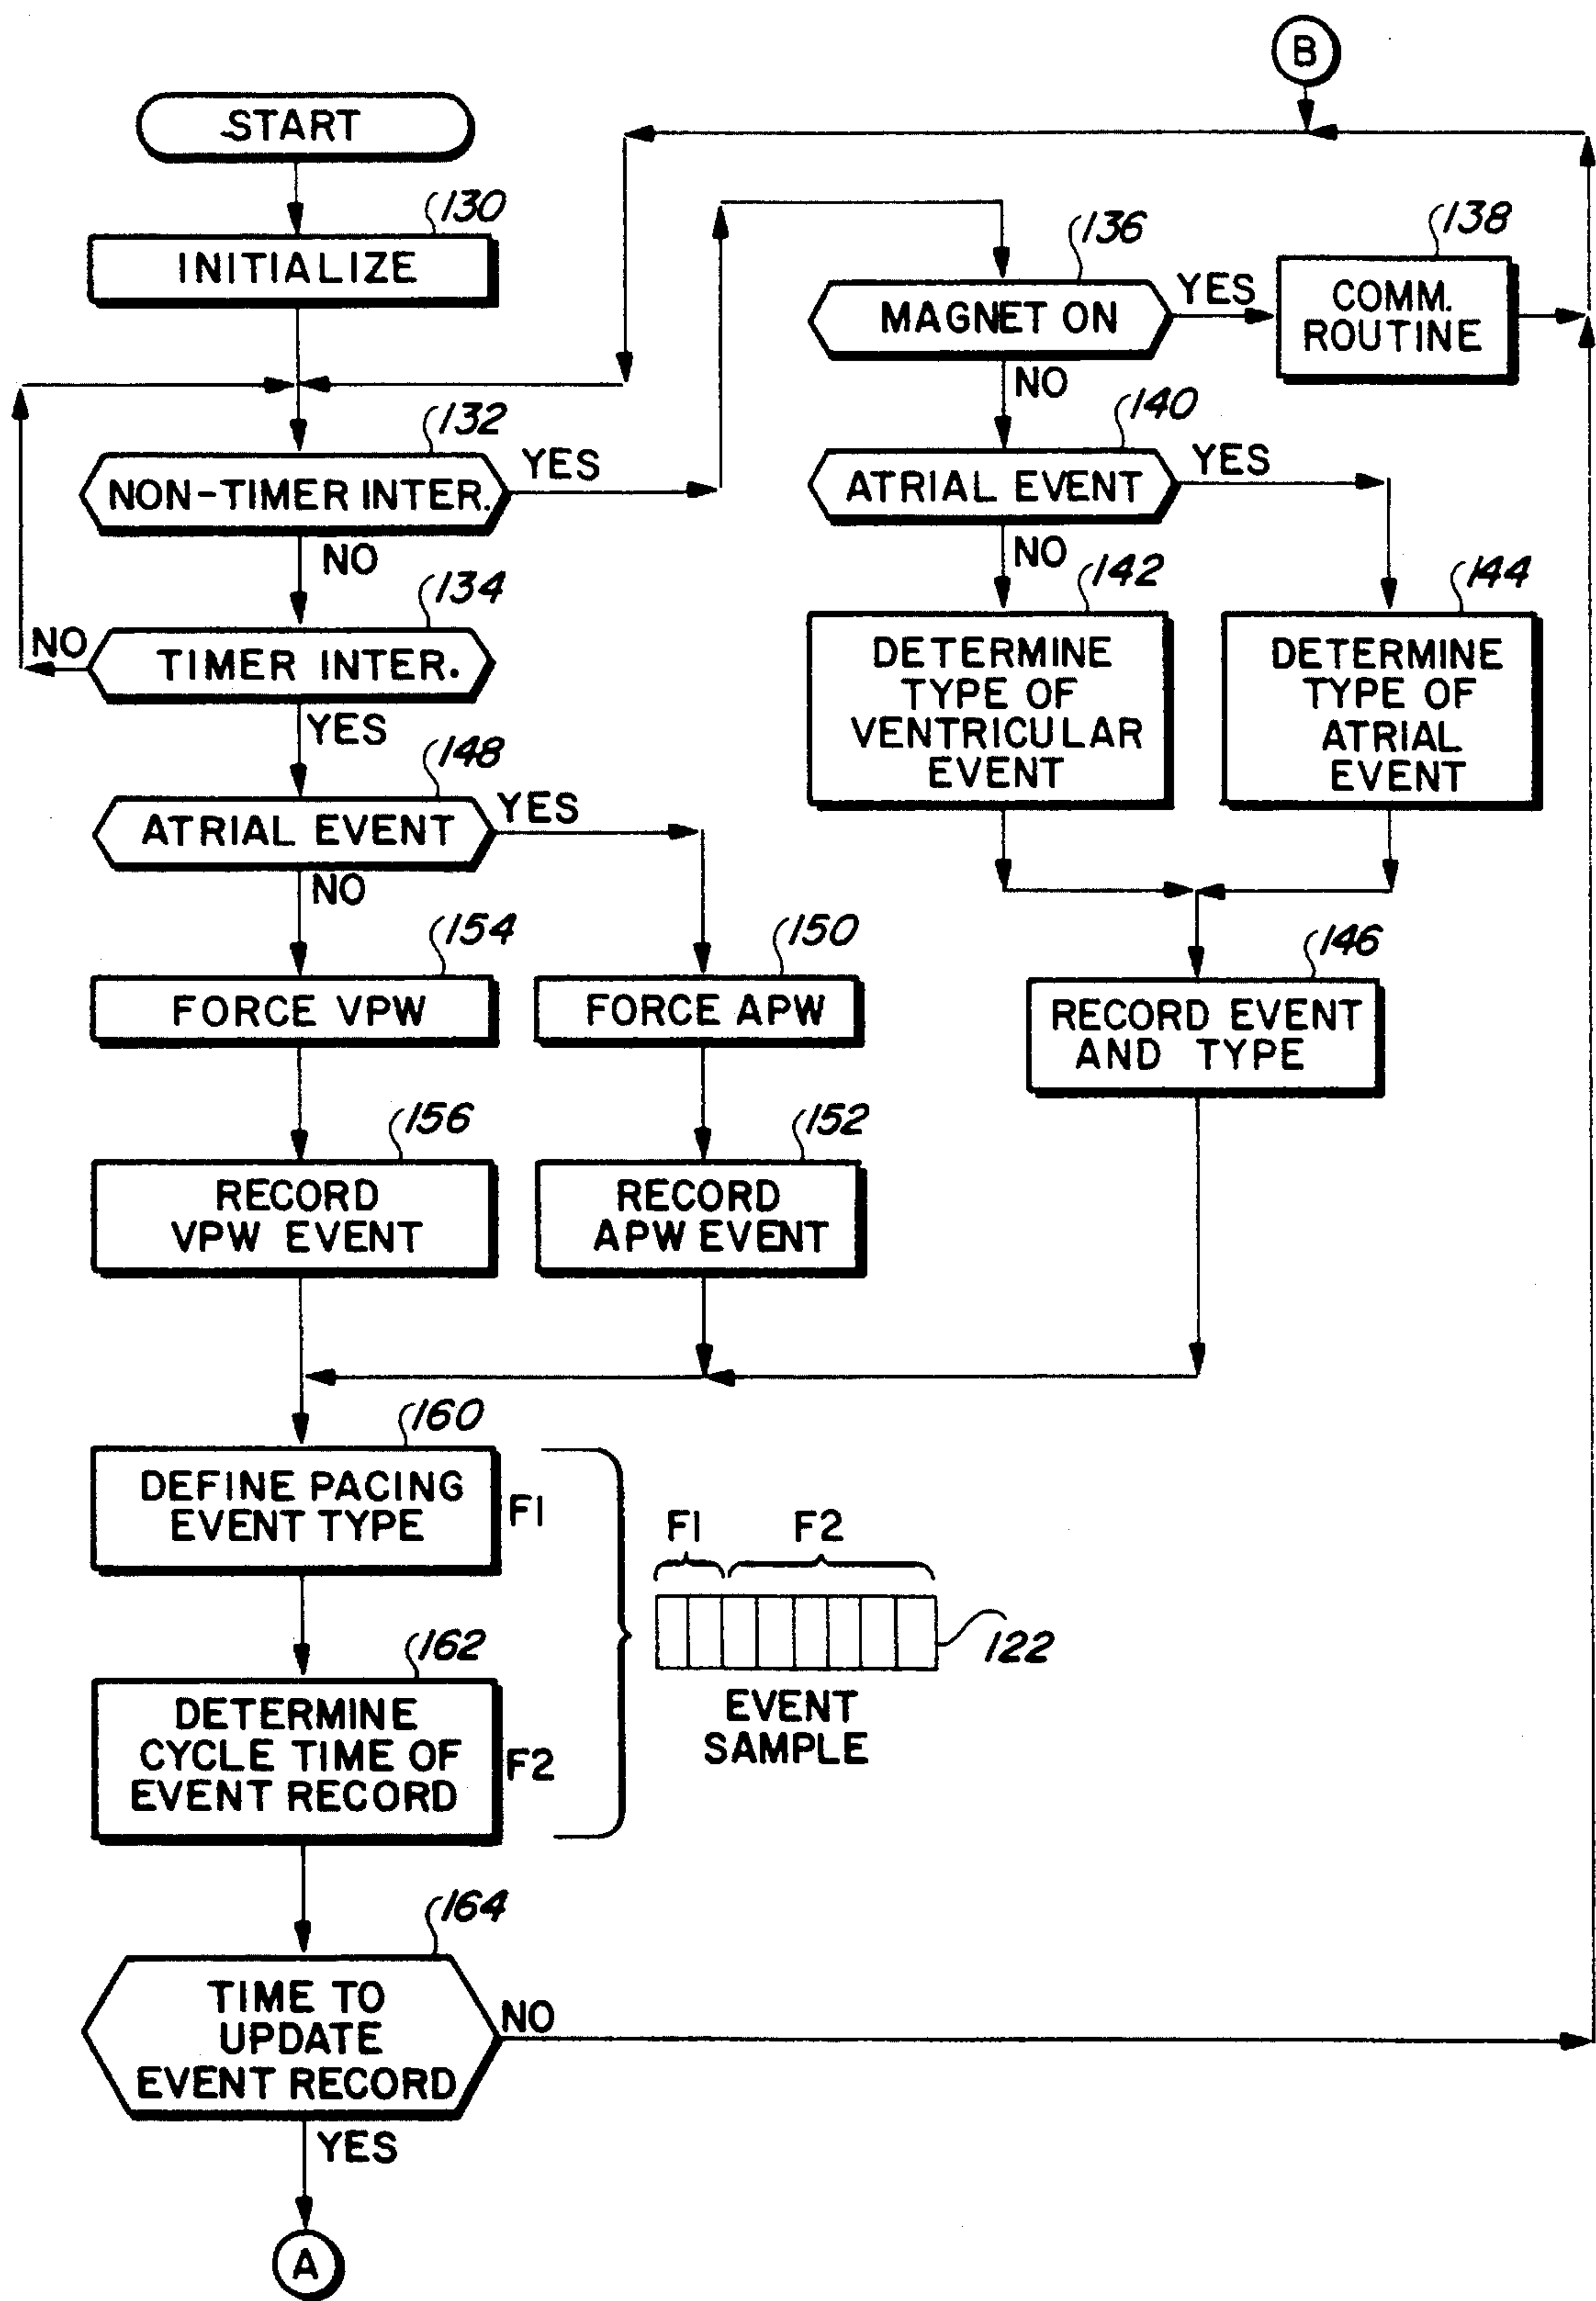 B
START
130
INITIALIZE
136
138
MAGNET ON
YES
COMM.
ROUTINE
NO
132
NON-TIMER INTER.
YES
NO
140
ATRIAL EVENT
YES
NO
134
TIMER INTER.
NO
YES
142
DETERMINE
TYPE OF
VENTRICULAR
EVENT
144
DETERMINE
TYPE OF
ATRIAL
EVENT
148
ATRIAL EVENT
YES
NO
154
FORCE VPW
150
FORCE APW
146
RECORD EVENT
AND TYPE
156
RECORD
VPW EVENT
152
RECORD
APW EVENT
160
DEFINE PACING
EVENT TYPE
F1
F1
F2
122
EVENT
SAMPLE
162
DETERMINE
CYCLE TIME OF
EVENT RECORD
F2
164
TIME TO
UPDATE
EVENT RECORD
NO
YES
A